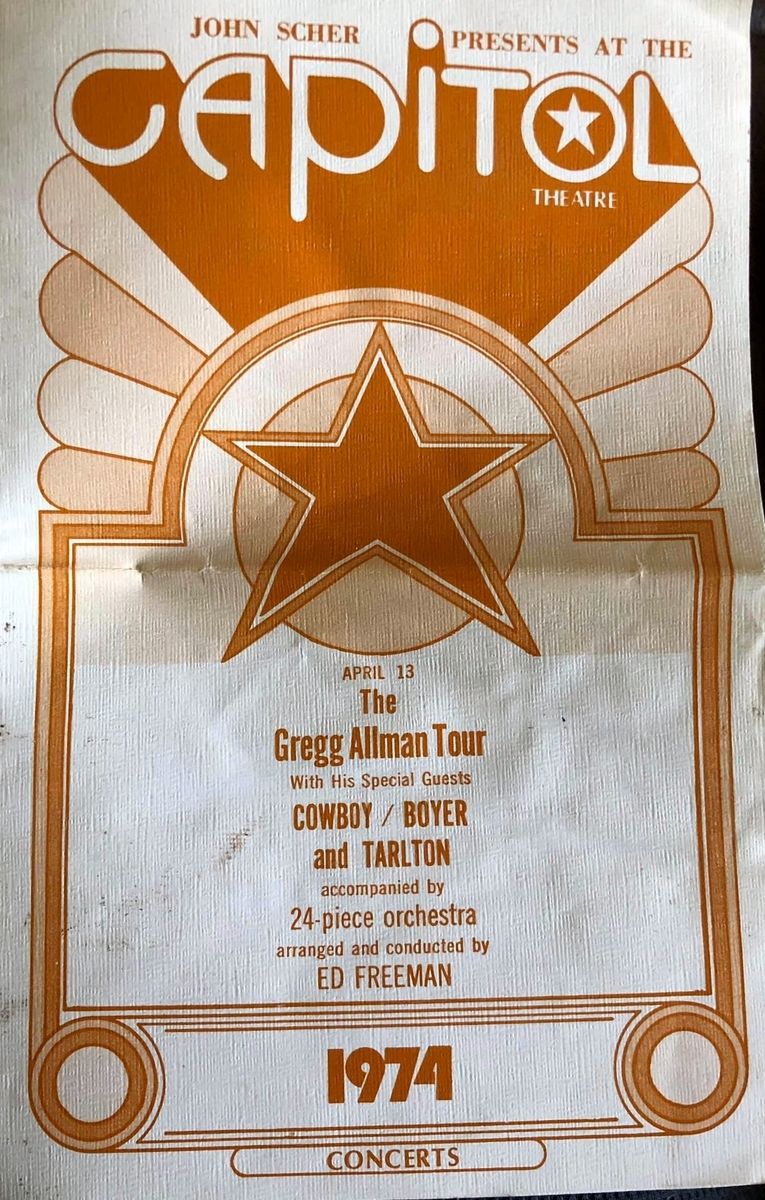 JOHN SCHER PRESENTS AT THE
CAPITOL
THEATRE
APRIL 13
The
Gregg Allman Tour
With His Special Guests
COWBOY / BOYER
and TARLTON
accompanied by
24-piece orchestra
arranged and conducted by
ED FREEMAN
1974
CONCERTS